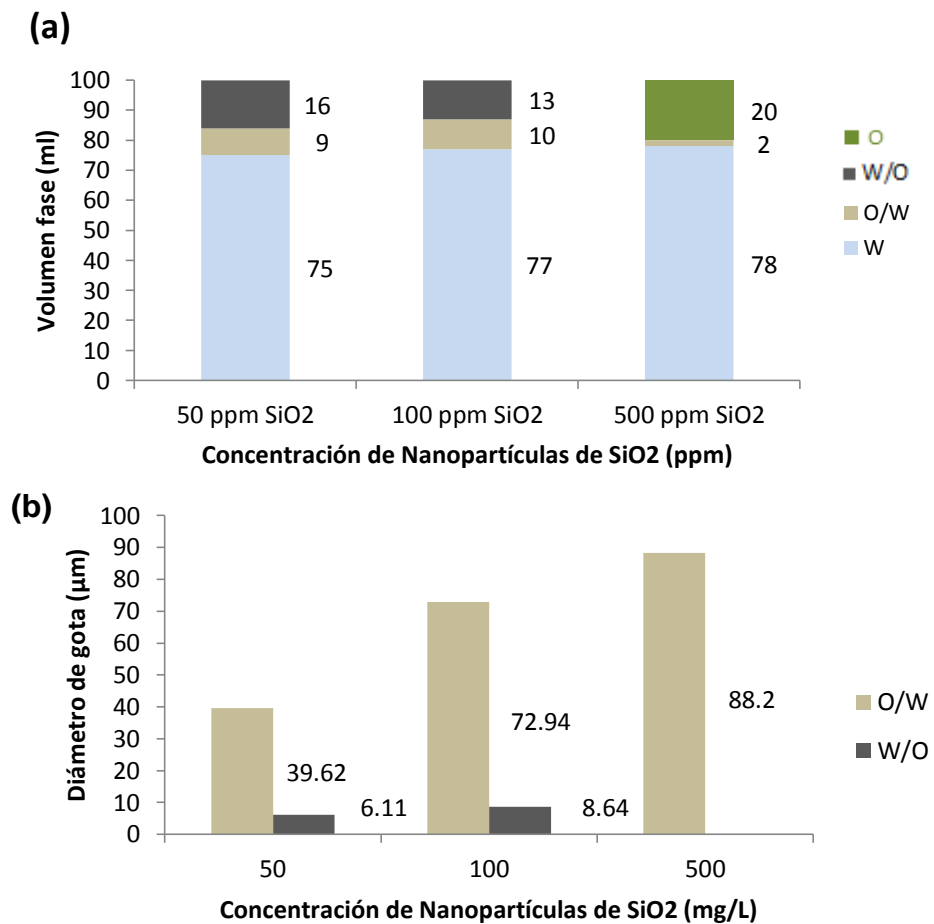 (a)
Volumen fase (ml)
100
90
80
70
60
50
40
30
20
10
0
16
9
75
13
10
77
20
2
78
O
W/O
O/W
W
50 ppm SiO2
100 ppm SiO2
500 ppm SiO2
Concentración de Nanopartículas de SiO2 (ppm)
(b)
Diámetro de gota (µm)
100
90
80
70
60
50
40
30
20
10
0
39.62
6.11
72.94
8.64
88.2
O/W
W/O
50
100
500
Concentración de Nanopartículas de SiO2 (mg/L)